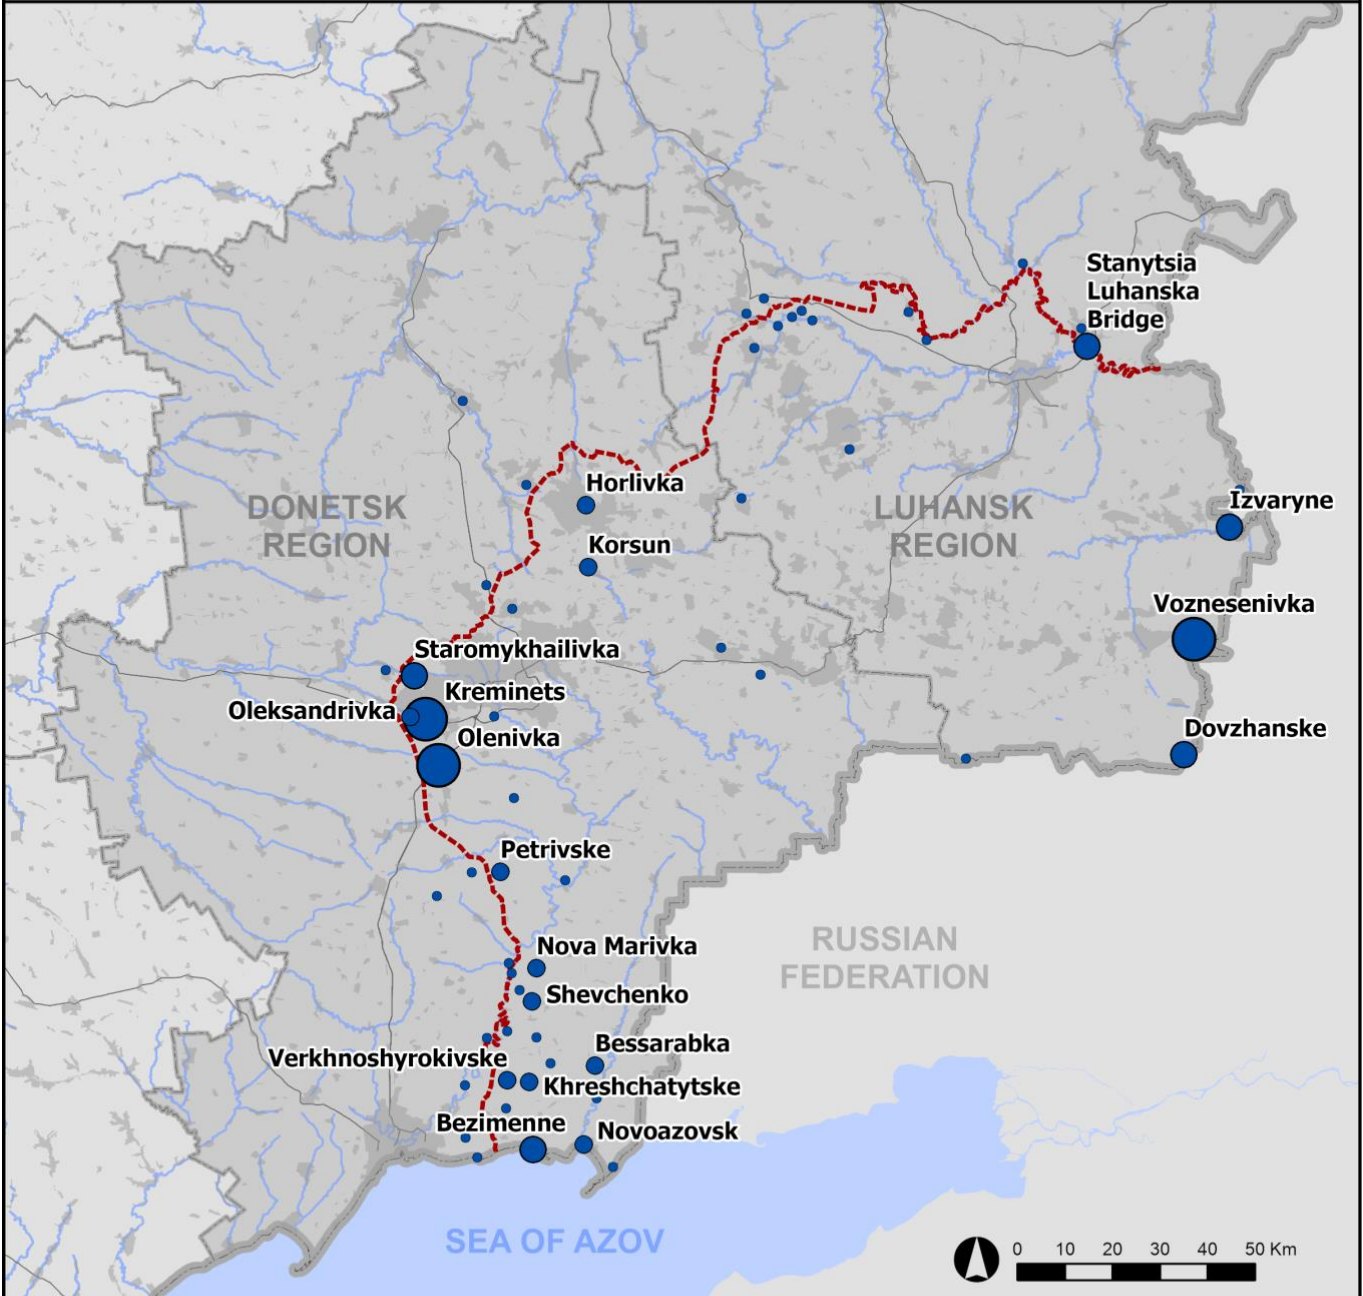 Stanytsia
Luhanska
Bridge
DONETSK
REGION
Horlivka
LUHANSK
REGION
Izvaryne
Korsun
Voznesenivka
Staromykhailivka
Kreminets
Oleksandrivka
Olenivka
Dovzhanske
Petrivske
RUSSIAN
FEDERATION
Nova Marivka
Shevchenko
Bessarabka
Verkhnoshyrokivske
Khreshchatytske
Bezimenne
Novoazovsk
SEA OF AZOV
0 10 20 30 40 50 Km